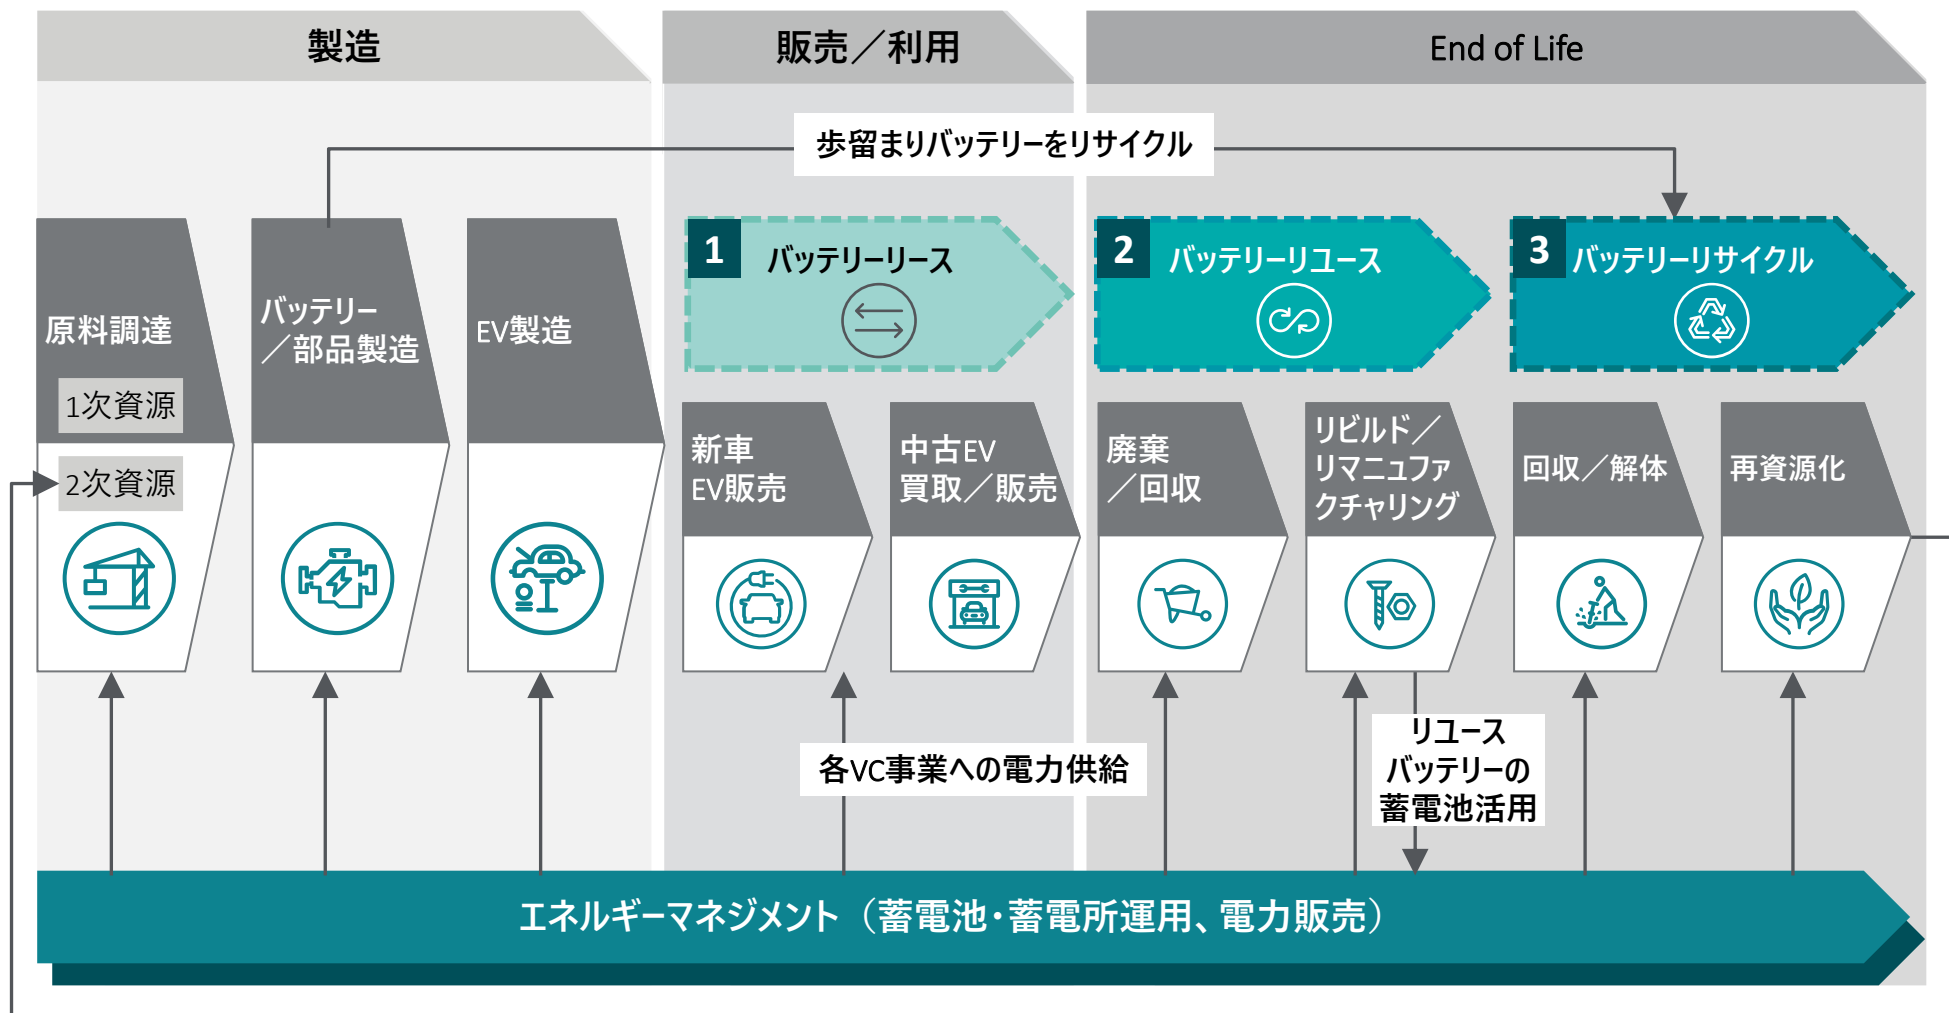 製造
販売／利用
End of Life
歩留まりバッテリーをリサイクル
1
バッテリーリース
2
バッテリーリユース
3
バッテリーリサイクル
原料調達
1次資源
2次資源
バッテリー
／部品製造
EV製造
新車
EV販売
中古EV
買取／販売
廃棄
／回収
リビルド／
リマニュファ
クチャリング
回収／解体
再資源化
各VC事業への電力供給
リユース
バッテリーの
蓄電池活用
エネルギーマネジメント（蓄電池・蓄電所運用、電力販売）